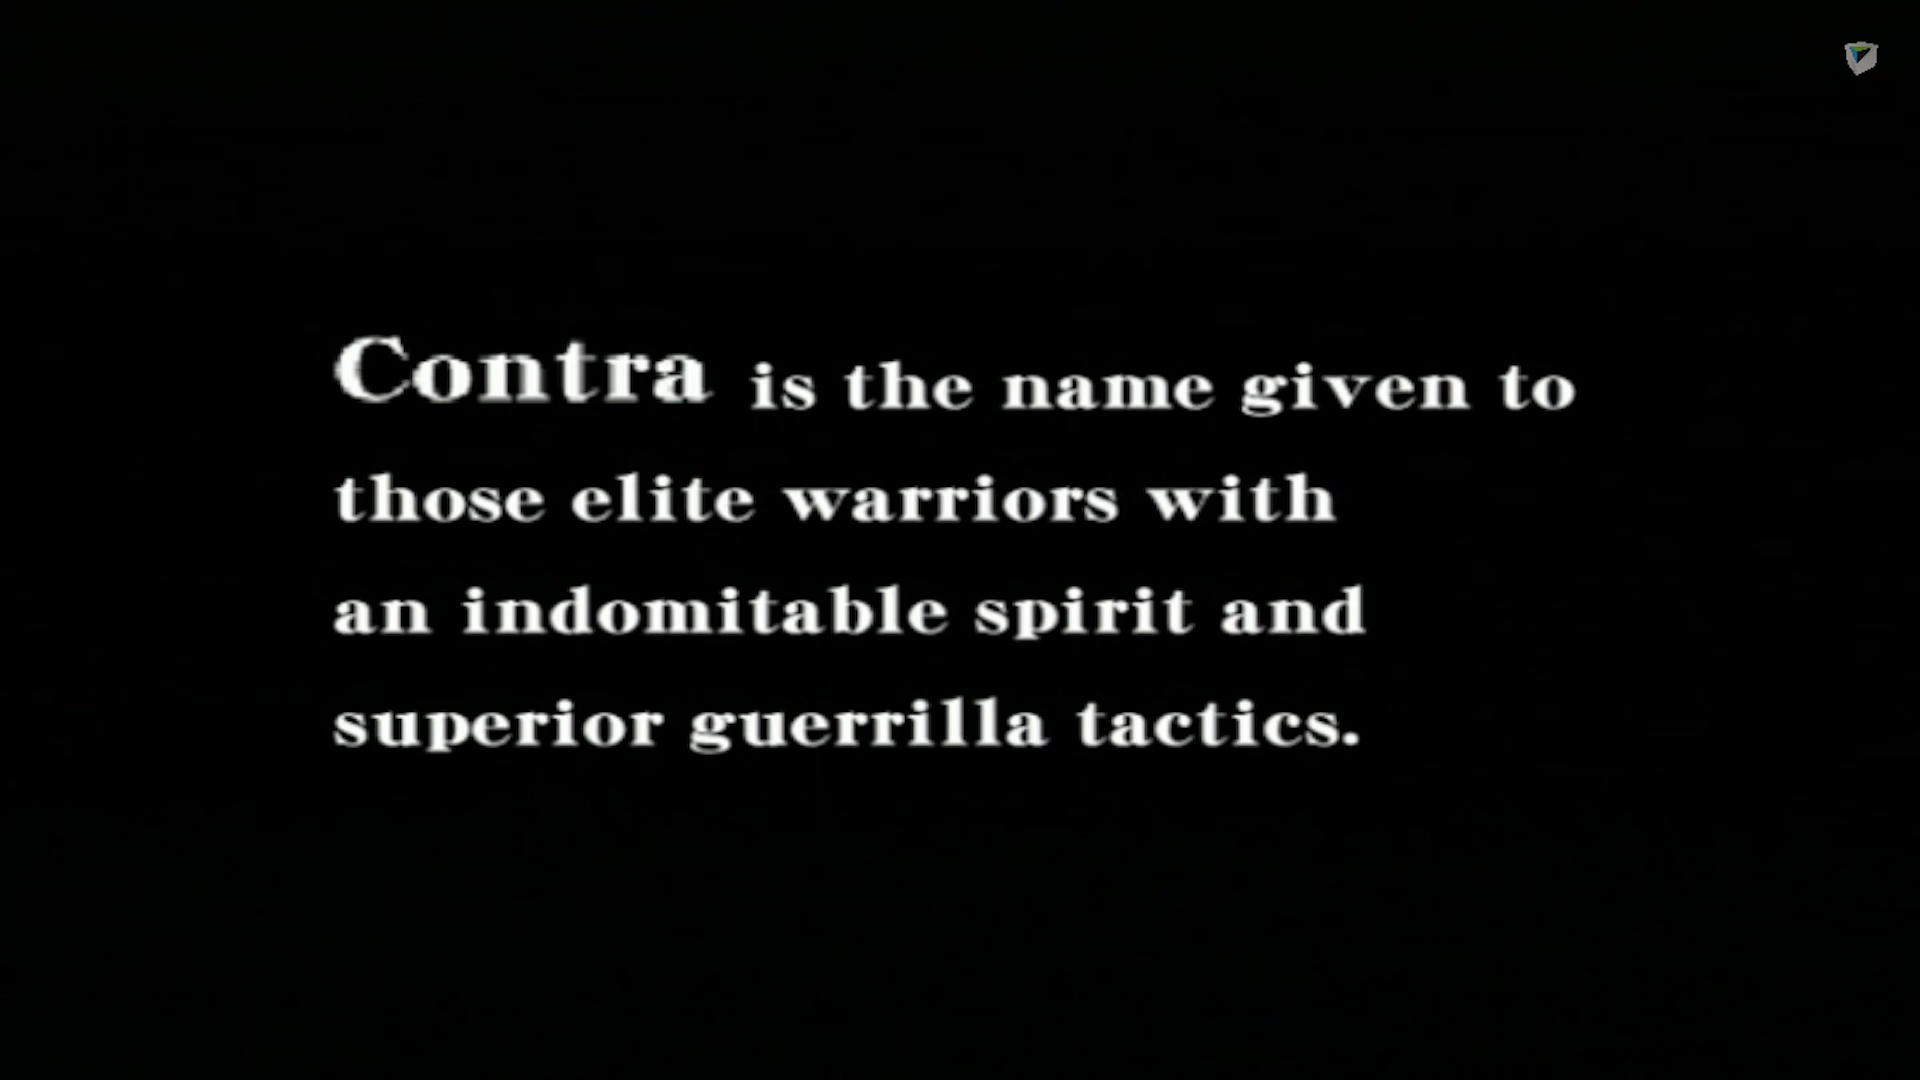 Contra is the name given to
those elite warriors with
an indomitable spirit and
superior guerrilla tactics.